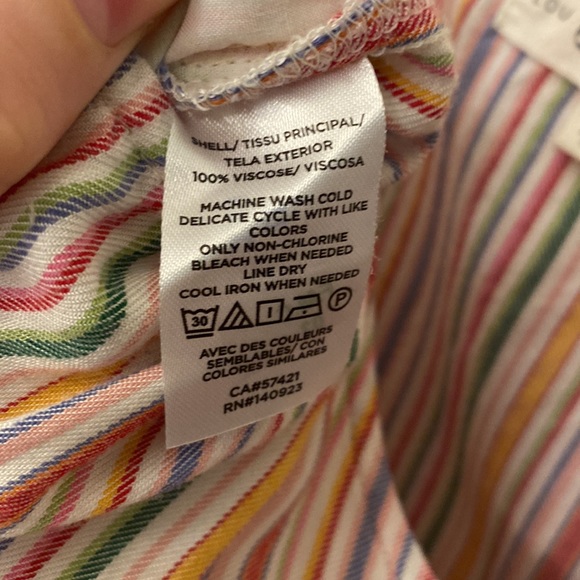 SHELL/ TISSU PRINCIPAL/
TELA EXTERIOR
100% VISCOSE/ VISCOSA
MACHINE WASH COLD
DELICATE CYCLE WITH LIKE
COLORS
ONLY NON-CHLORINE
BLEACH WHEN NEEDED
LINE DRY
COOL IRON WHEN NEEDED
30 P
AVEC DES COULEURS
SEMBLABLES/ CON
COLORES SIMILARES
CA#57421
RN#140923